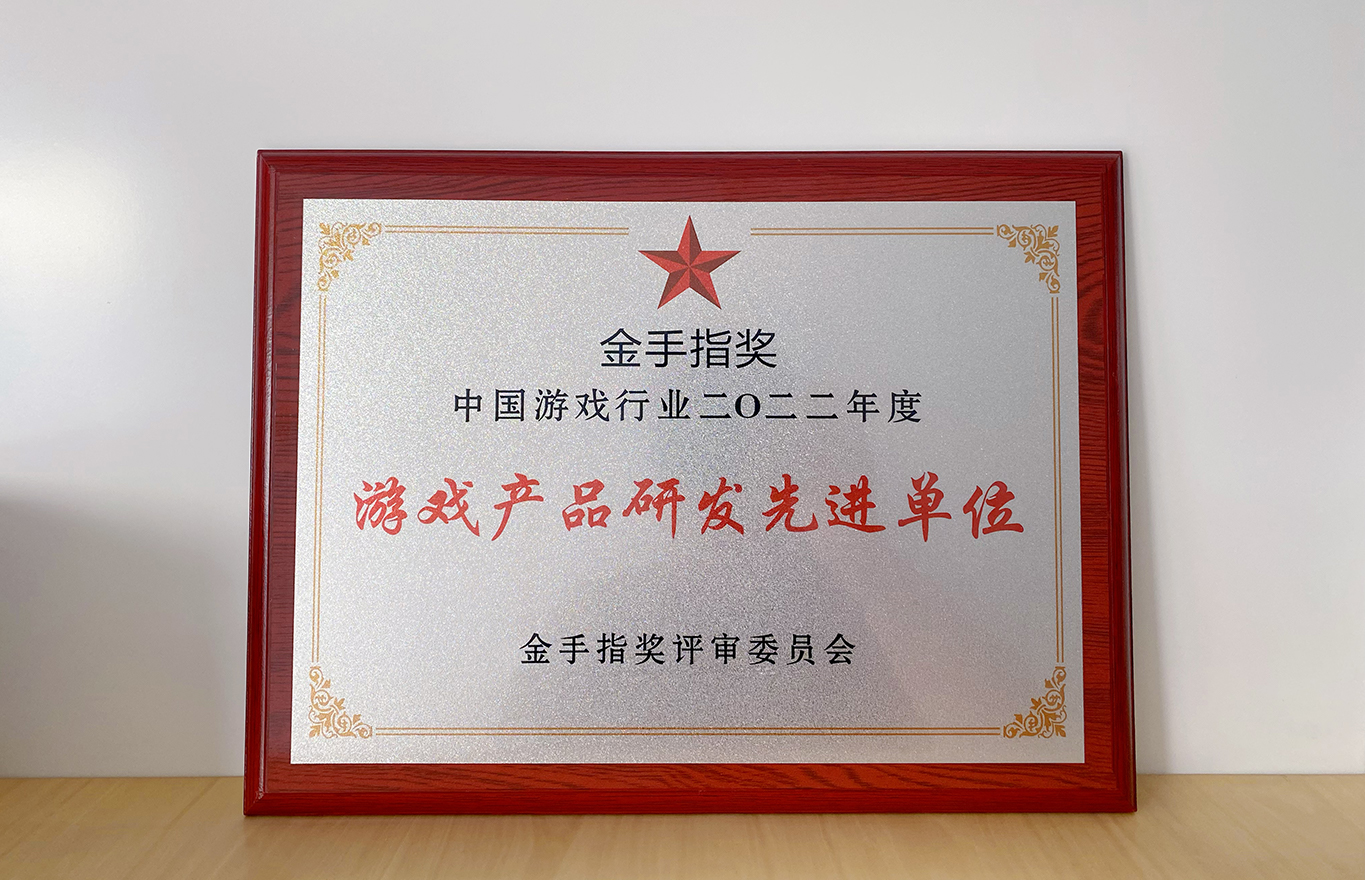 金手指奖
中国游戏行业二O二二年度
游戏产品研发先进单位
金手指奖评审委员会